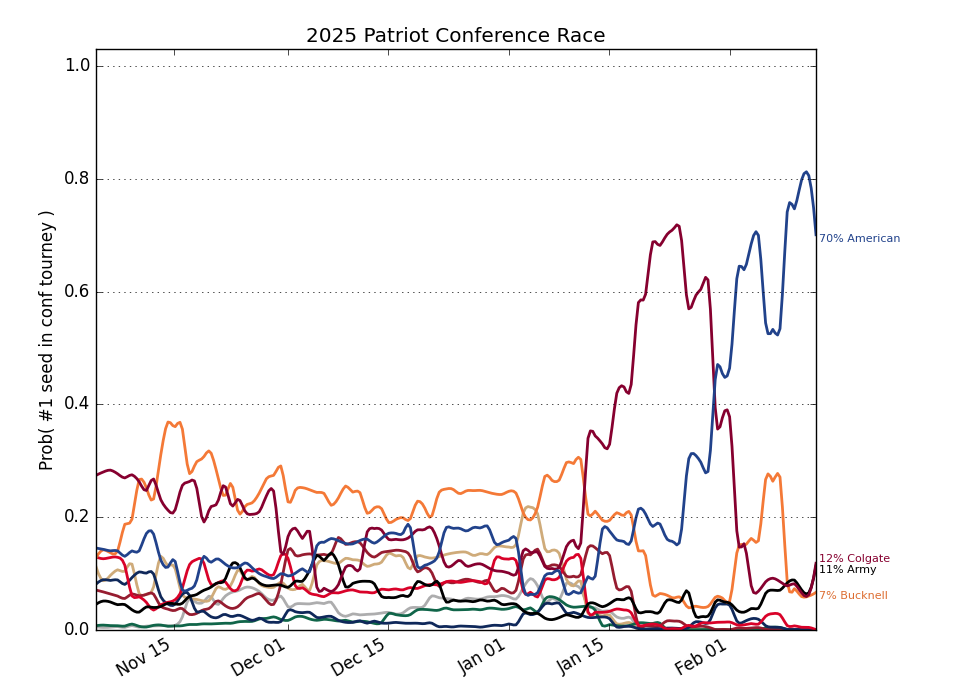 2025 Patriot Conference Race
Prob( #1 seed in conf tourney )
1.0
0.8
0.6
0.4
0.2
0.0
Nov 15
Dec 01
Dec 15
Jan 01
Jan 15
Feb 01
70% American
12% Colgate
11% Army
7% Bucknell